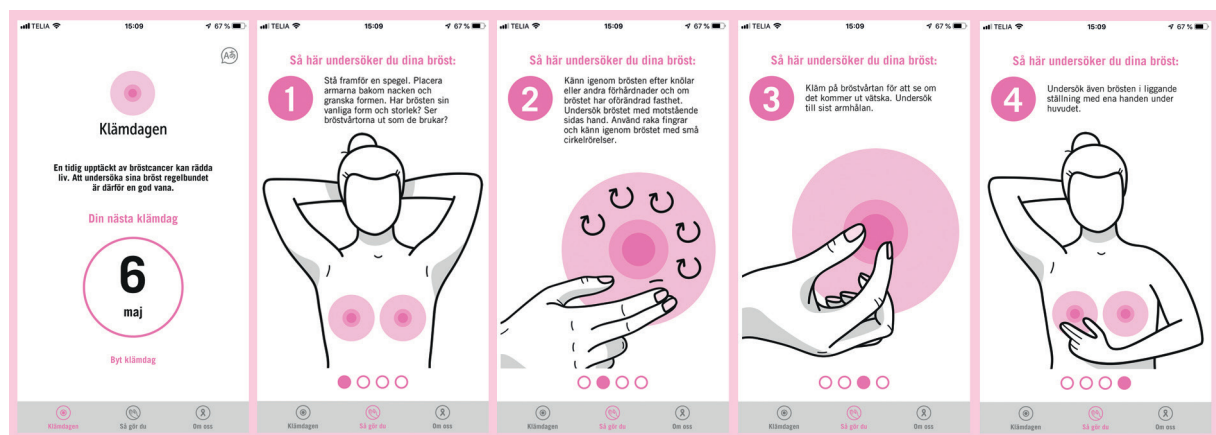 TELIA 15:09 67 %
Klämdagen
En tidig upptäckt av bröstcancer kan rädda
liv. Att undersöka sina bröst regelbundet
är därför en god vana.
Din nästa klämdag
6
maj
Byt klämdag
Klämdagen Så gör du Om oss
TELIA 15:09 67 %
Så här undersöker du dina bröst:
1
Stå framför en spegel. Placera
armarna bakom nacken och
granska formen. Har brösten sin
vanliga form och storlek? Ser
bröstvårtorna ut som de brukar?
Klämdagen Så gör du Om oss
TELIA 15:09 67 %
Så här undersöker du dina bröst:
2
Känn igenom brösten efter knölar
eller andra förhårdnader och om
bröstet har oförändrad fasthet.
Undersök bröstet med motstående
sidas hand. Använd raka fingrar
och känn igenom bröstet med små
cirkelrörelser.
Klämdagen Så gör du Om oss
TELIA 15:09 67 %
Så här undersöker du dina bröst:
3
Kläm på bröstvårtan för att se om
det kommer ut vätska. Undersök
till sist armhålan.
Klämdagen Så gör du Om oss
TELIA 15:09 67 %
Så här undersöker du dina bröst:
4
Undersök även brösten i liggande
ställning med ena handen under
huvudet.
Klämdagen Så gör du Om oss